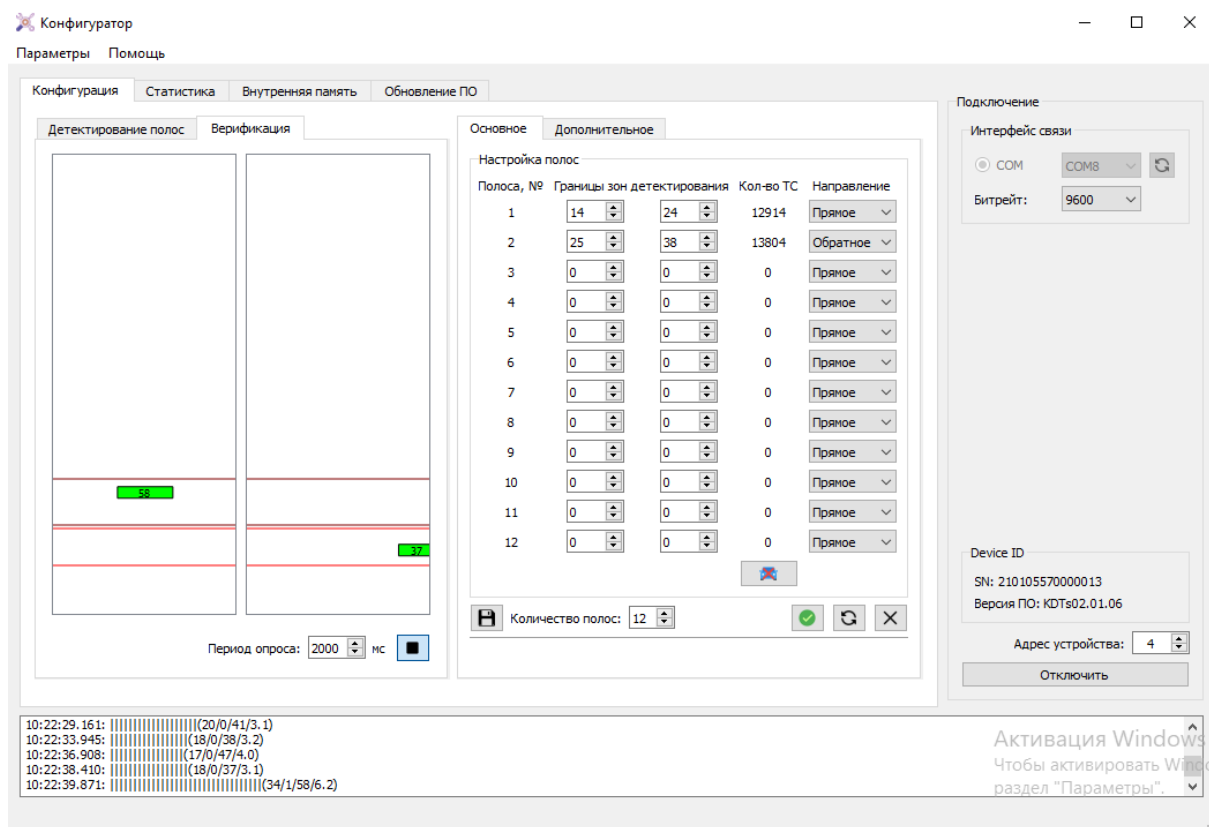 Конфигуратор
Параметры Помощь
Конфигурация Статистика Внутренняя память Обновление ПО
Детектирование полос Верификация
58
37
Период опроса: 2000 мс
Основное Дополнительное
Настройка полос
Полоса, № Границы зон детектирования Кол-во ТС Направление
1 14 24 12914 Прямое
2 25 38 13804 Обратное
3 0 0 0 Прямое
4 0 0 0 Прямое
5 0 0 0 Прямое
6 0 0 0 Прямое
7 0 0 0 Прямое
8 0 0 0 Прямое
9 0 0 0 Прямое
10 0 0 0 Прямое
11 0 0 0 Прямое
12 0 0 0 Прямое
Количество полос: 12
Подключение
Интерфейс связи
COM COM8
Битрейт: 9600
Device ID
SN: 210105570000013
Версия ПО: KDTs02.01.06
Адрес устройства: 4
Отключить
10:22:29.161: ||||||||||||||||||||(20/0/41/3.1)
10:22:33.945: ||||||||||||||||||(18/0/38/3.2)
10:22:36.908: |||||||||||||||||(17/0/47/4.0)
10:22:38.410: ||||||||||||||||||(18/0/37/3.1)
10:22:39.871: ||||||||||||||||||||||||||||||||||(34/1/58/6.2)
Активация Windows
Чтобы активировать Windo
раздел "Параметры".